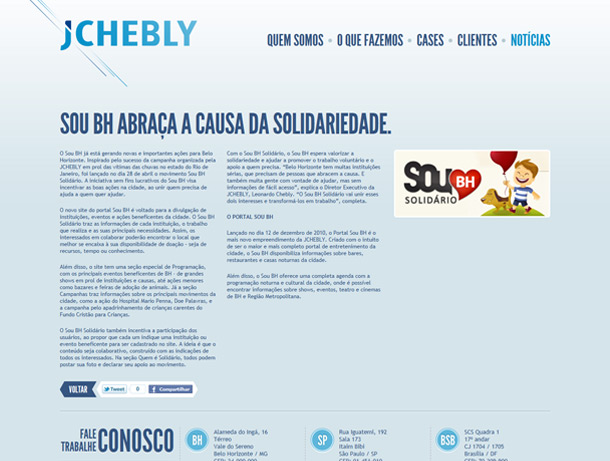 JCHEBLY
QUEM SOMOS • O QUE FAZEMOS • CASES • CLIENTES • NOTÍCIAS
SOU BH ABRAÇA A CAUSA DA SOLIDARIEDADE.
O Sou BH já está gerando novas e importantes ações para Belo
Horizonte. Inspirado pelo sucesso da campanha organizada pela
JCHEBLY em prol das vítimas das chuvas no estado do Rio de
Janeiro, foi lançado no dia 28 de abril o movimento Sou BH
Solidário. A iniciativa sem fins lucrativos do Sou BH visa
incentivar as boas ações na cidade, ao unir quem precisa de
ajuda a quem quer ajudar.
O novo site do portal Sou BH é voltado para a divulgação de
instituições, eventos e ações beneficentes da cidade. O Sou BH
Solidário traz as informações de cada instituição, o trabalho
que realiza e as suas principais necessidades. Assim, os
interessados em colaborar poderão encontrar o local que
melhor se encaixa à sua disponibilidade de doação - seja de
recursos, tempo ou conhecimento.
Além disso, o site tem uma seção especial de Programação,
com os principais eventos beneficentes de BH - de grandes
shows em prol de instituições e causas, até ações menores
como bazares e feiras de adoção de animais. Já a seção
Campanhas traz informações sobre os principais movimentos da
cidade, como a ação do Hospital Mario Penna, Doe Palavras, e
a campanha pelo apadrinhamento de crianças carentes do
Fundo Cristão para Crianças.
O Sou BH Solidário também incentiva a participação dos
usuários, ao propor que cada um indique uma instituição ou
evento beneficente para ser cadastrado no site. A ideia é que o
conteúdo seja colaborativo, construído com as indicações de
todos os interessados. Na seção Quem é Solidário, todos podem
postar sua foto e declarar seu apoio ao movimento.
Com o Sou BH Solidário, o Sou BH espera valorizar a
solidariedade e ajudar a promover o trabalho voluntário e o
apoio a quem precisa. "Belo Horizonte tem muitas instituições
sérias, que precisam de pessoas que abracem a causa. E
também muita gente com vontade de ajudar, mas sem
informações de fácil acesso", explica o Diretor Executivo da
JCHEBLY, Leonardo Chebly. "O Sou BH Solidário quer unir esses
dois interesses e transformá-los em trabalho", completa.
O PORTAL SOU BH
Lançado no dia 12 de dezembro de 2010, o Portal Sou BH é o
mais novo empreendimento da JCHEBLY. Criado com o intuito
de ser o maior e mais completo portal de entretenimento da
cidade, o Sou BH disponibiliza informações sobre bares,
restaurantes e casas noturnas da cidade.
Além disso, o Sou BH oferece uma completa agenda com a
programação noturna e cultural da cidade, onde é possível
encontrar informações sobre shows, eventos, teatro e cinemas
de BH e Região Metropolitana.
SOU BH
SOLIDÁRIO
VOLTAR
Tweet 0 Compartilhar
FALE
TRABALHE CONOSCO
BH
Alameda do Ingá, 16
Térreo
Vale do Sereno
Belo Horizonte / MG
SP
Rua Iguatemi, 192
Sala 173
Itaim Bibi
São Paulo / SP
BSB
SCS Quadra 1
17º andar
CJ 1704 / 1705
Brasília / DF